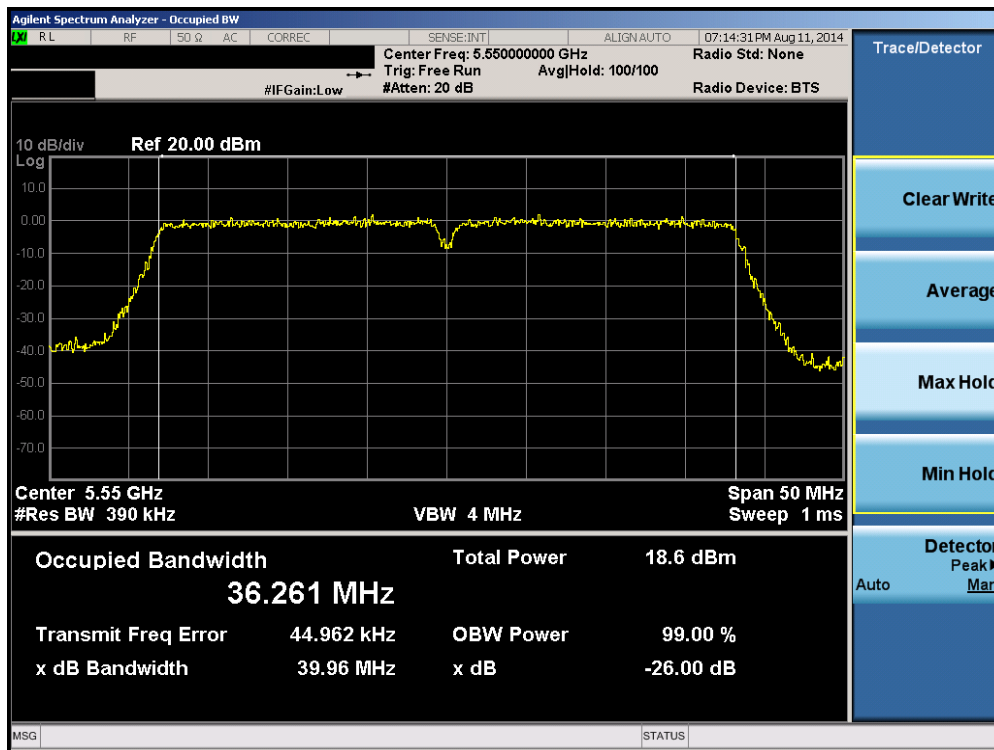 Agilent Spectrum Analyzer - Occupied BW
LXI RL RF 50 Ω AC CORREC SENSE:INT ALIGN AUTO 07:14:31 PM Aug 11, 2014
Center Freq: 5.550000000 GHz Radio Std: None
Trig: Free Run Avg|Hold: 100/100
#IFGain:Low #Atten: 20 dB Radio Device: BTS
10 dB/div Ref 20.00 dBm
Log
10.0
0.00
-10.0
-20.0
-30.0
-40.0
-50.0
-60.0
-70.0
Center 5.55 GHz Span 50 MHz
#Res BW 390 kHz VBW 4 MHz Sweep 1 ms
Occupied Bandwidth Total Power 18.6 dBm
36.261 MHz
Transmit Freq Error 44.962 kHz OBW Power 99.00 %
x dB Bandwidth 39.96 MHz x dB -26.00 dB
MSG STATUS
Trace/Detector
Clear Write
Average
Max Hold
Min Hold
Detector
Peak
Auto Man